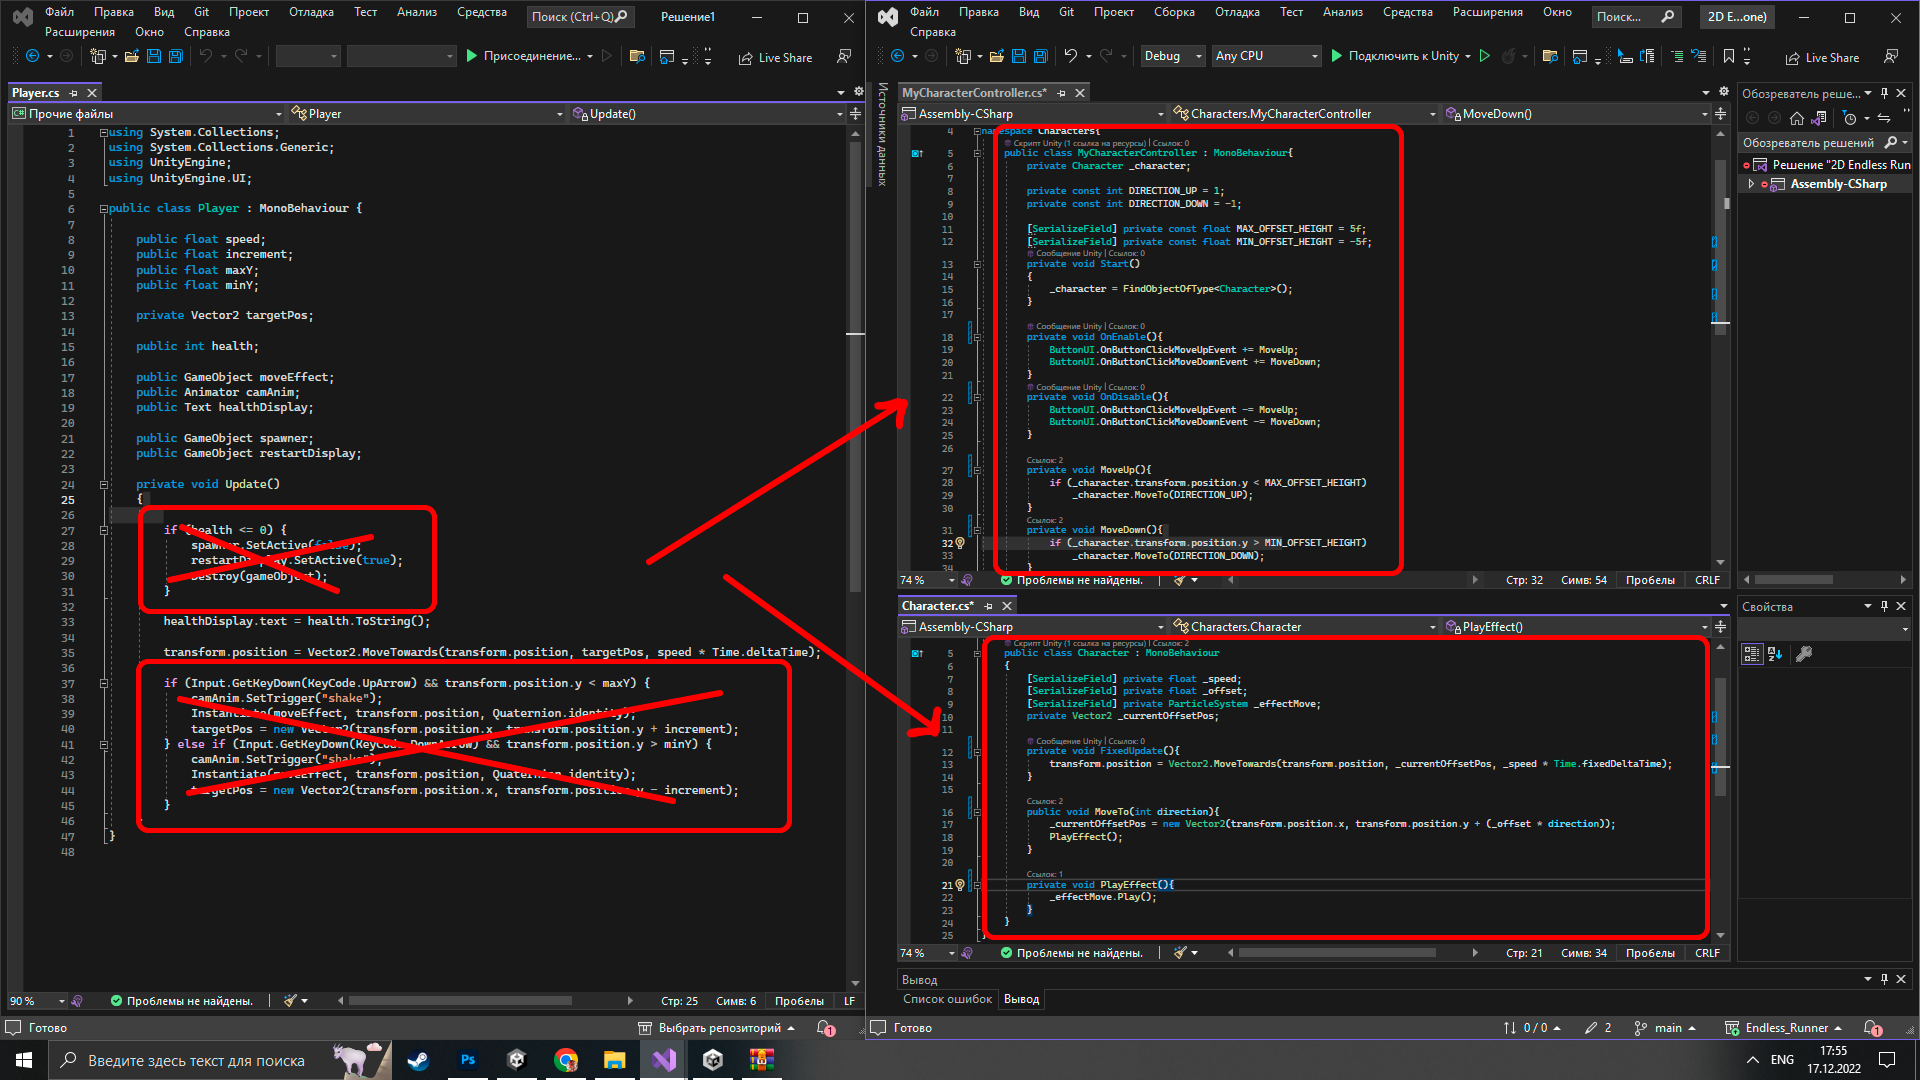 Файл Правка Вид Git Проект Отладка Тест Анализ Средства Поиск (Ctrl+Q) Решение1
Расширения Окно Справка
Присоединение... Live Share
Player.cs
Прочие файлы Player Update()
1 using System.Collections;
2 using System.Collections.Generic;
3 using UnityEngine;
4 using UnityEngine.UI;
5
6 public class Player : MonoBehaviour {
7
8 public float speed;
9 public float increment;
10 public float maxY;
11 public float minY;
12
13 private Vector2 targetPos;
14
15 public int health;
16
17 public GameObject moveEffect;
18 public Animator camAnim;
19 public Text healthDisplay;
20
21 public GameObject spawner;
22 public GameObject restartDisplay;
23
24 private void Update()
25 {
26
27 if (health <= 0) {
28 spawner.SetActive(false);
29 restartDisplay.SetActive(true);
30 Destroy(gameObject);
31 }
32
33 healthDisplay.text = health.ToString();
34
35 transform.position = Vector2.MoveTowards(transform.position, targetPos, speed * Time.deltaTime);
36
37 if (Input.GetKeyDown(KeyCode.UpArrow) && transform.position.y < maxY) {
38 camAnim.SetTrigger("shake");
39 Instantiate(moveEffect, transform.position, Quaternion.identity);
40 targetPos = new Vector2(transform.position.x, transform.position.y + increment);
41 } else if (Input.GetKeyDown(KeyCode.DownArrow) && transform.position.y > minY) {
42 camAnim.SetTrigger("shake");
43 Instantiate(moveEffect, transform.position, Quaternion.identity);
44 targetPos = new Vector2(transform.position.x, transform.position.y - increment);
45 }
46
47 }
48
90 % Проблемы не найдены. Стр: 25 Симв: 6 Пробелы LF
Готово Выбрать репозиторий 1
Файл Правка Вид Git Проект Сборка Отладка Тест Анализ Средства Расширения Окно Поиск... 2D E...one)
Справка
Debug Any CPU Подключить к Unity Live Share
Источники данных
MyCharacterController.cs*
Assembly-CSharp Characters.MyCharacterController MoveDown()
4 namespace Characters{
Скрипт Unity (1 ссылка на ресурсы) | Ссылок: 0
5 public class MyCharacterController : MonoBehaviour{
6 private Character _character;
7
8 private const int DIRECTION_UP = 1;
9 private const int DIRECTION_DOWN = -1;
10
11 [SerializeField] private const float MAX_OFFSET_HEIGHT = 5f;
12 [SerializeField] private const float MIN_OFFSET_HEIGHT = -5f;
Сообщение Unity | Ссылок: 0
13 private void Start()
14 {
15 _character = FindObjectOfType<Character>();
16 }
17
Сообщение Unity | Ссылок: 0
18 private void OnEnable(){
19 ButtonUI.OnButtonClickMoveUpEvent += MoveUp;
20 ButtonUI.OnButtonClickMoveDownEvent += MoveDown;
21 }
Сообщение Unity | Ссылок: 0
22 private void OnDisable(){
23 ButtonUI.OnButtonClickMoveUpEvent -= MoveUp;
24 ButtonUI.OnButtonClickMoveDownEvent -= MoveDown;
25 }
26
Ссылок: 2
27 private void MoveUp(){
28 if (_character.transform.position.y < MAX_OFFSET_HEIGHT)
29 _character.MoveTo(DIRECTION_UP);
30 }
Ссылок: 2
31 private void MoveDown(){
32 if (_character.transform.position.y > MIN_OFFSET_HEIGHT)
33 _character.MoveTo(DIRECTION_DOWN);
34 }
74 % Проблемы не найдены. Стр: 32 Симв: 54 Пробелы CRLF
Character.cs*
Assembly-CSharp Characters.Character PlayEffect()
Скрипт Unity (1 ссылка на ресурсы) | Ссылок: 2
5 public class Character : MonoBehaviour
6 {
7 [SerializeField] private float _speed;
8 [SerializeField] private float _offset;
9 [SerializeField] private ParticleSystem _effectMove;
10 private Vector2 _currentOffsetPos;
11
Сообщение Unity | Ссылок: 0
12 private void FixedUpdate(){
13 transform.position = Vector2.MoveTowards(transform.position, _currentOffsetPos, _speed * Time.fixedDeltaTime);
14 }
15
Ссылок: 2
16 public void MoveTo(int direction){
17 _currentOffsetPos = new Vector2(transform.position.x, transform.position.y + (_offset * direction));
18 PlayEffect();
19 }
20
Ссылок: 1
21 private void PlayEffect(){
22 _effectMove.Play();
23 }
24 }
25 }
74 % Проблемы не найдены. Стр: 21 Симв: 34 Пробелы CRLF
Вывод
Список ошибок Вывод
Обозреватель реше...
Обозреватель решений
Решение "2D Endless Run
Assembly-CSharp
Свойства
Готово 0 / 0 2 main Endless_Runner 1
Введите здесь текст для поиска
Ps
ENG 17:55
17.12.2022